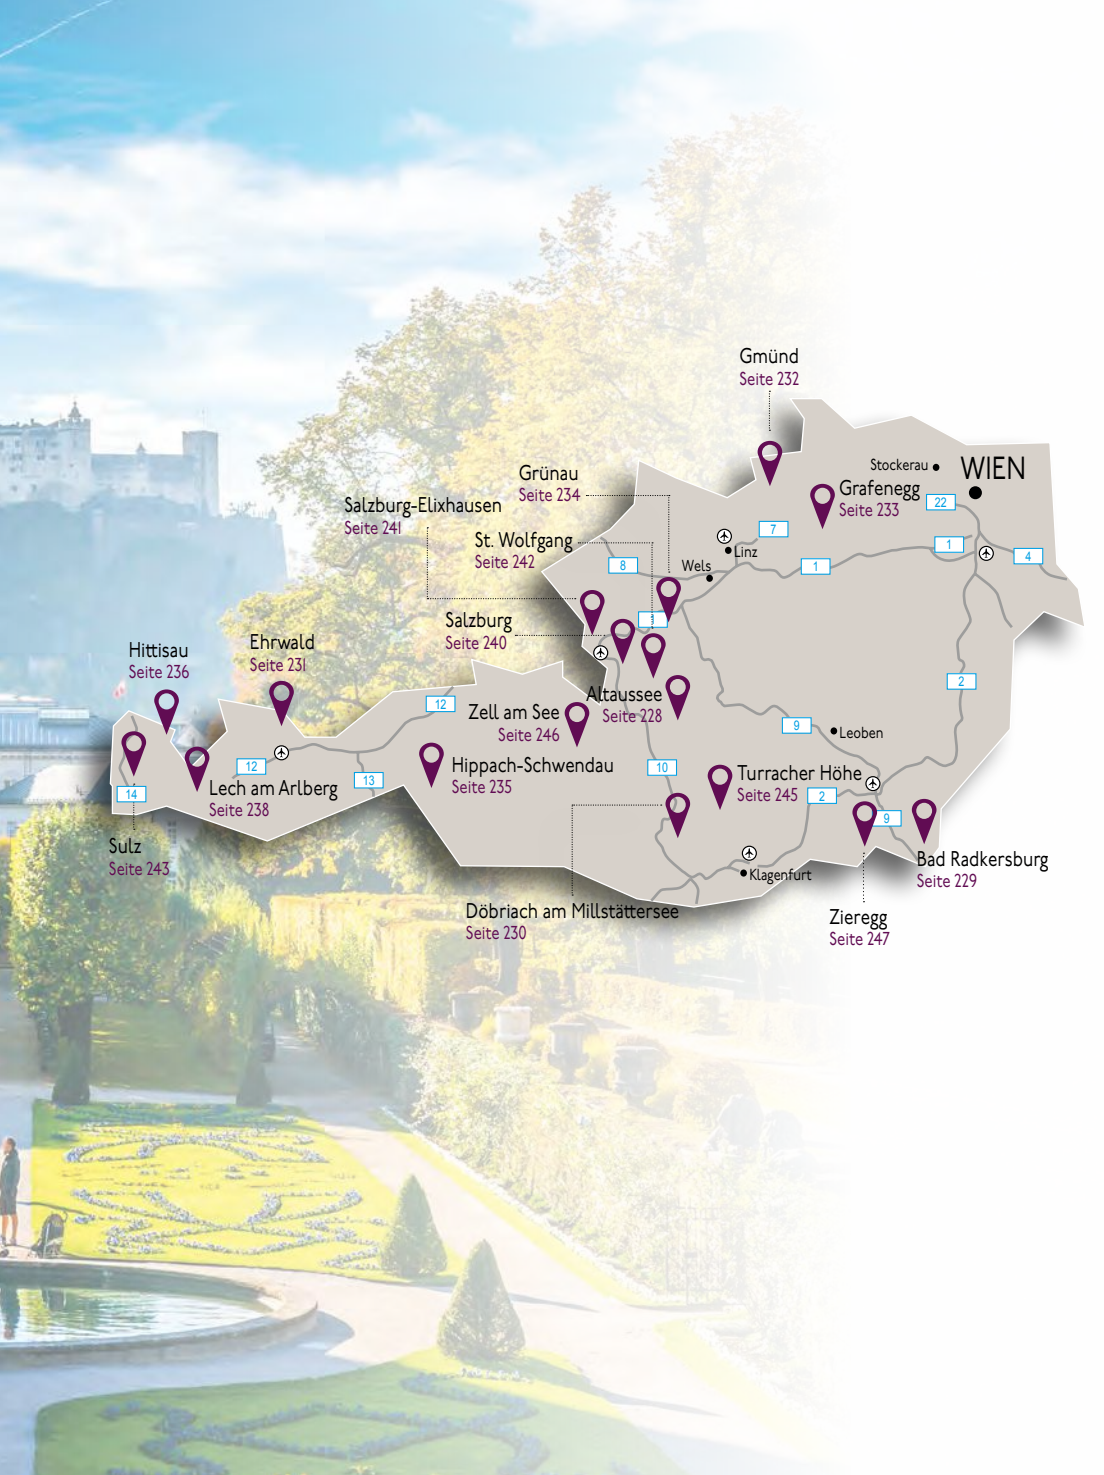 Gmünd
Seite 232
Stockerau
WIEN
Grünau
Seite 234
Grafenegg
Seite 233
22
Salzburg-Elixhausen
Seite 241
7
St. Wolfgang
Seite 242
Linz
1
4
8
Wels
1
Salzburg
Seite 240
Hittisau
Seite 236
Ehrwald
Seite 231
2
Altaussee
Seite 228
12
Zell am See
Seite 246
9
Leoben
12
13
Hippach-Schwendau
Seite 235
10
Turracher Höhe
Seite 245
2
14
Lech am Arlberg
Seite 238
9
Sulz
Seite 243
Klagenfurt
Bad Radkersburg
Seite 229
Döbriach am Millstättersee
Seite 230
Zieregg
Seite 247